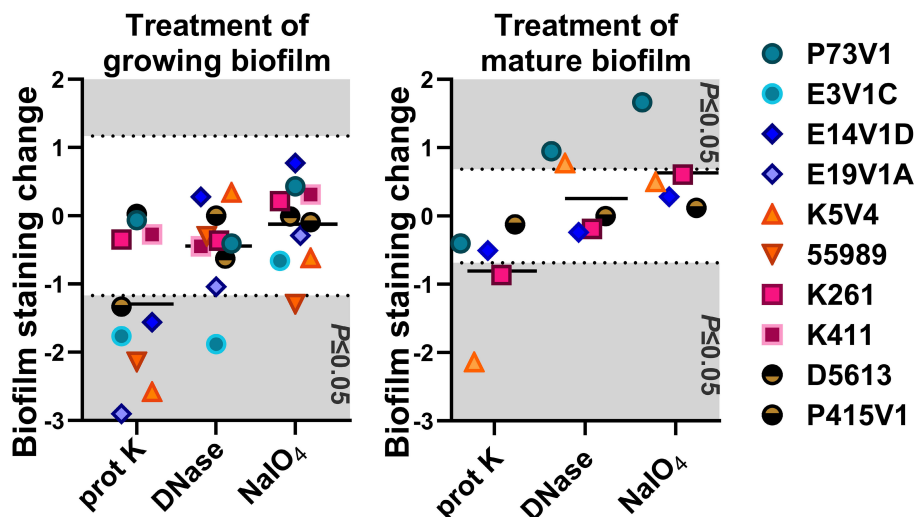 Treatment of
growing biofilm
Biofilm staining change
2
1
0
-1
-2
-3
P≤0.05
prot K
DNase
NaIO4
Treatment of
mature biofilm
Biofilm staining change
2
1
0
-1
-2
-3
P≤0.05
P≤0.05
prot K
DNase
NaIO4
P73V1
E3V1C
E14V1D
E19V1A
K5V4
55989
K261
K411
D5613
P415V1